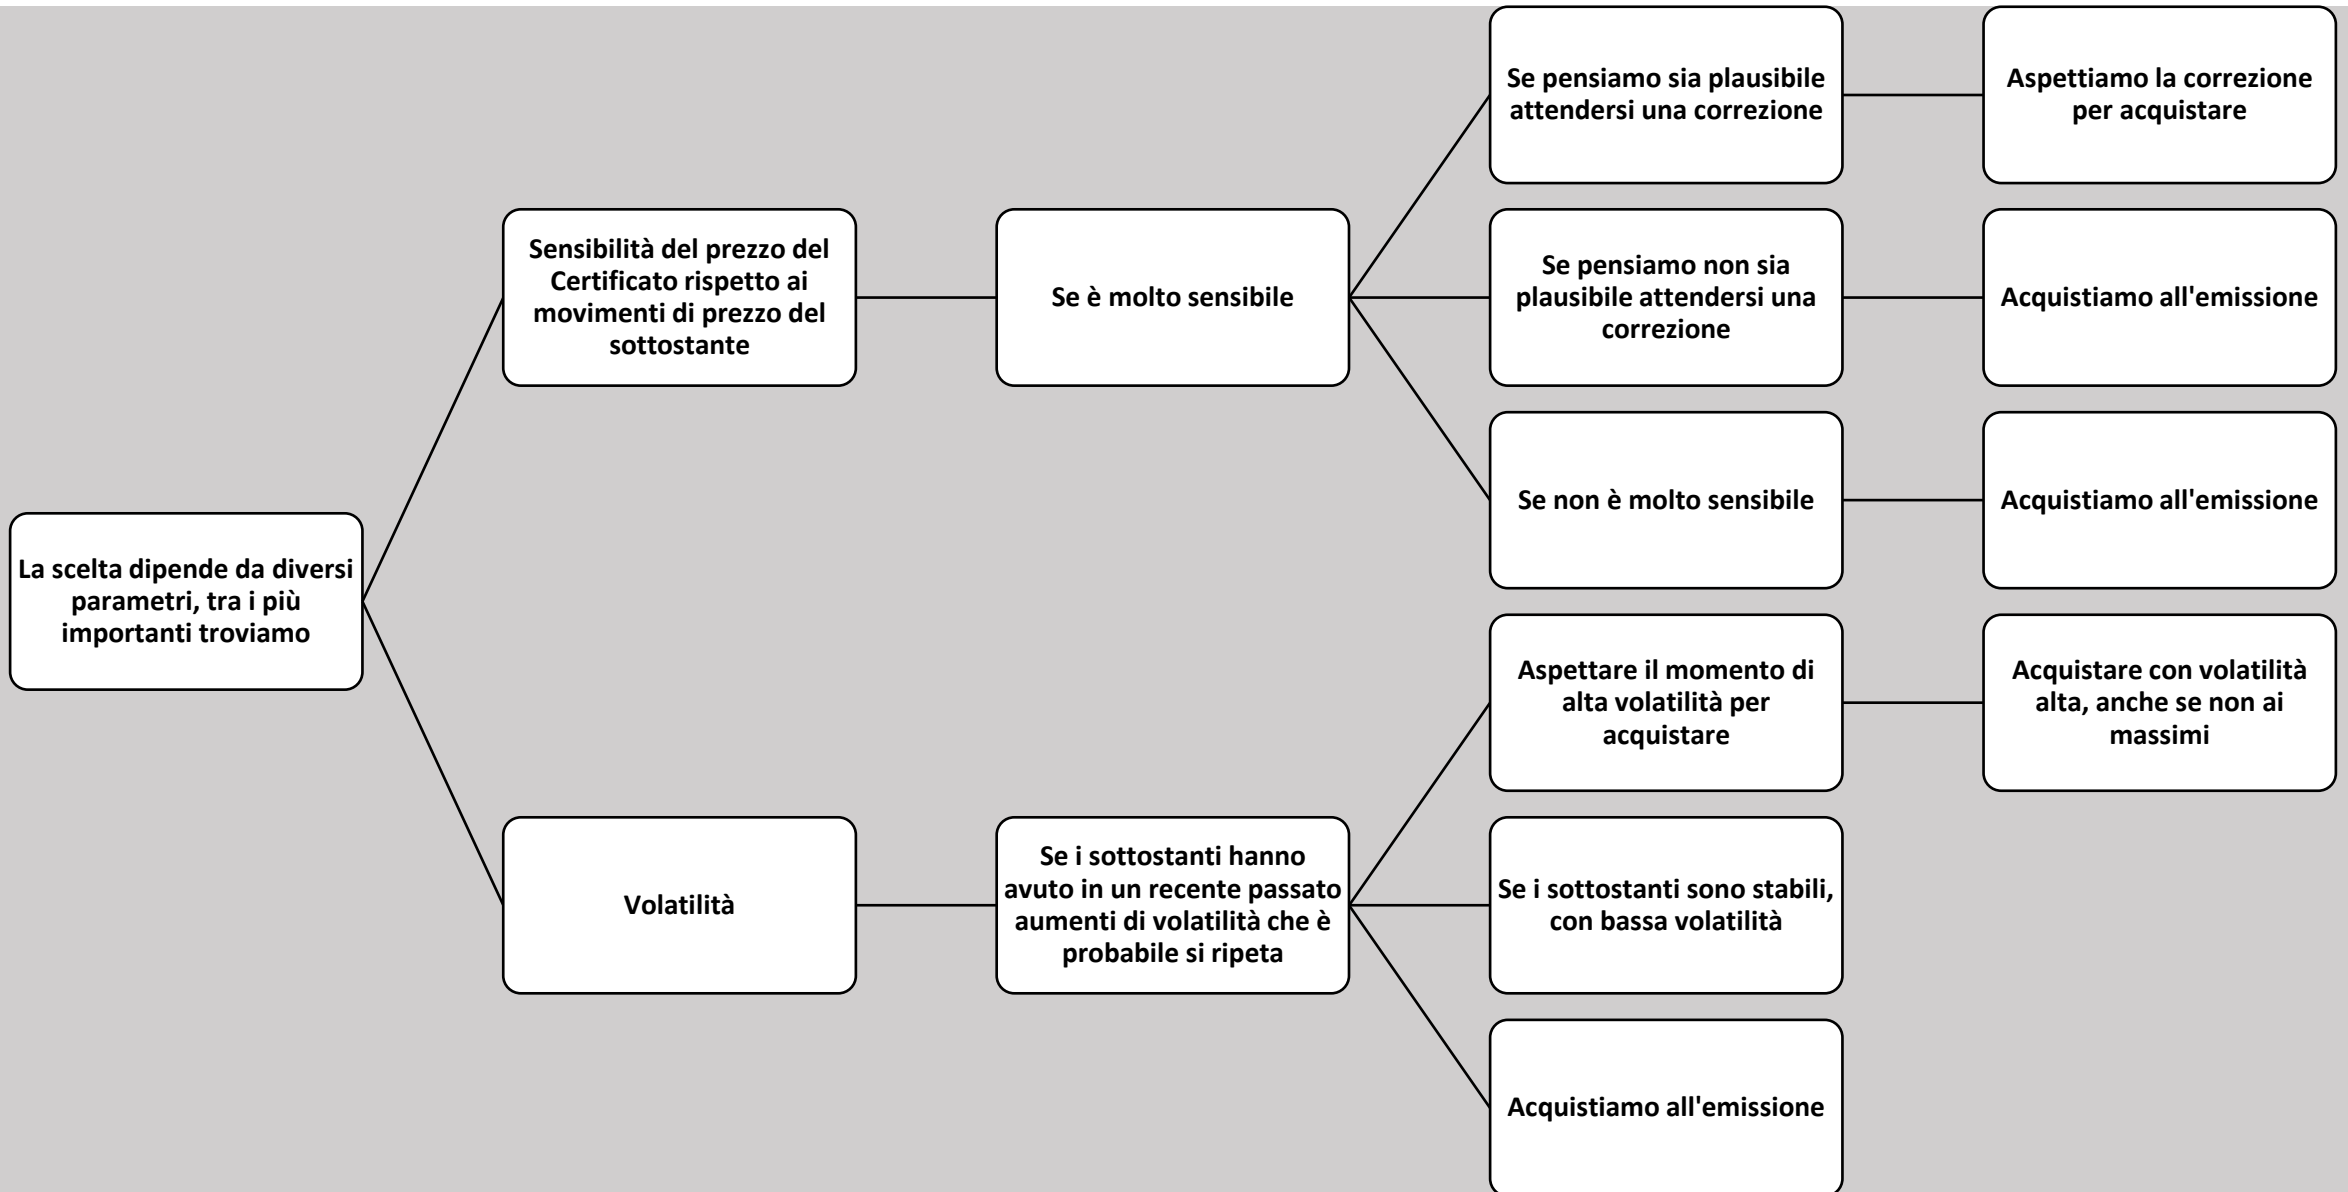 La scelta dipende da diversi
parametri, tra i più
importanti troviamo
Sensibilità del prezzo del
Certificato rispetto ai
movimenti di prezzo del
sottostante
Se è molto sensibile
Se pensiamo sia plausibile
attendersi una correzione
Aspettiamo la correzione
per acquistare
Se pensiamo non sia
plausibile attendersi una
correzione
Acquistiamo all'emissione
Se non è molto sensibile
Acquistiamo all'emissione
Volatilità
Se i sottostanti hanno
avuto in un recente passato
aumenti di volatilità che è
probabile si ripeta
Aspettare il momento di
alta volatilità per
acquistare
Acquistare con volatilità
alta, anche se non ai
massimi
Se i sottostanti sono stabili,
con bassa volatilità
Acquistiamo all'emissione